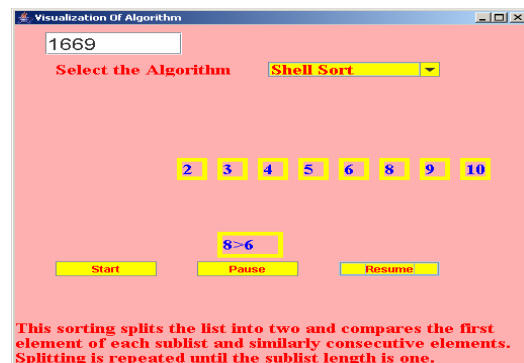 Visualization Of Algorithm
1669
Select the Algorithm Shell Sort
2 3 4 5 6 8 9 10
8>6
Start Pause Resume
This sorting splits the list into two and compares the first
element of each sublist and similarly consecutive elements.
Splitting is repeated until the sublist length is one.